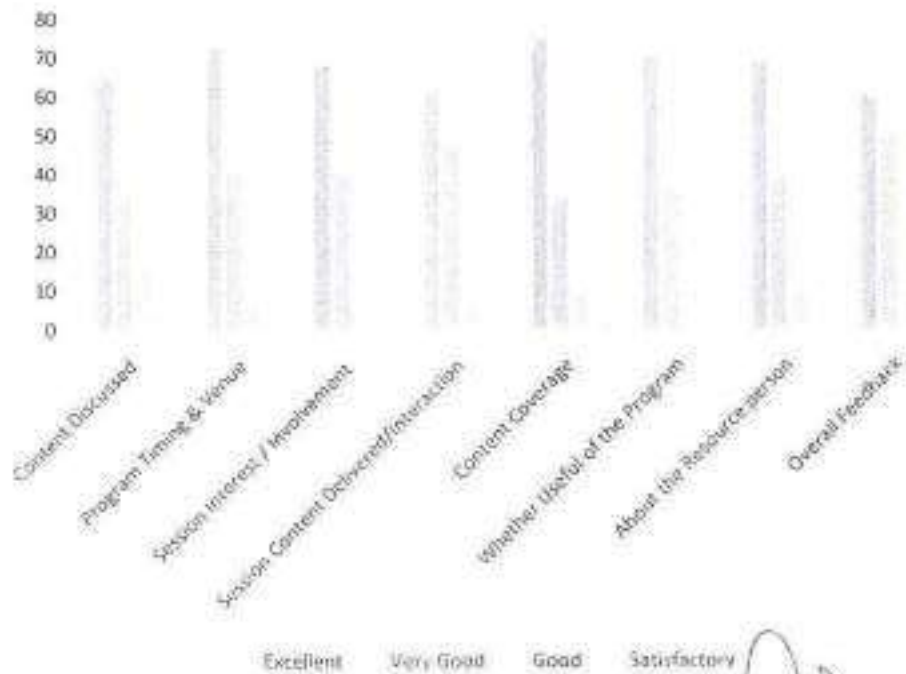 80
70
60
50
40
30
20
10
0
Content Discussed
Program Timing & Venue
Session Interest / Involvement
Session Content Delivered/Interaction
Content Coverage
Whether Useful of the Program
About the Resource person
Overall Feedback
Excellent Very Good Good Satisfactory